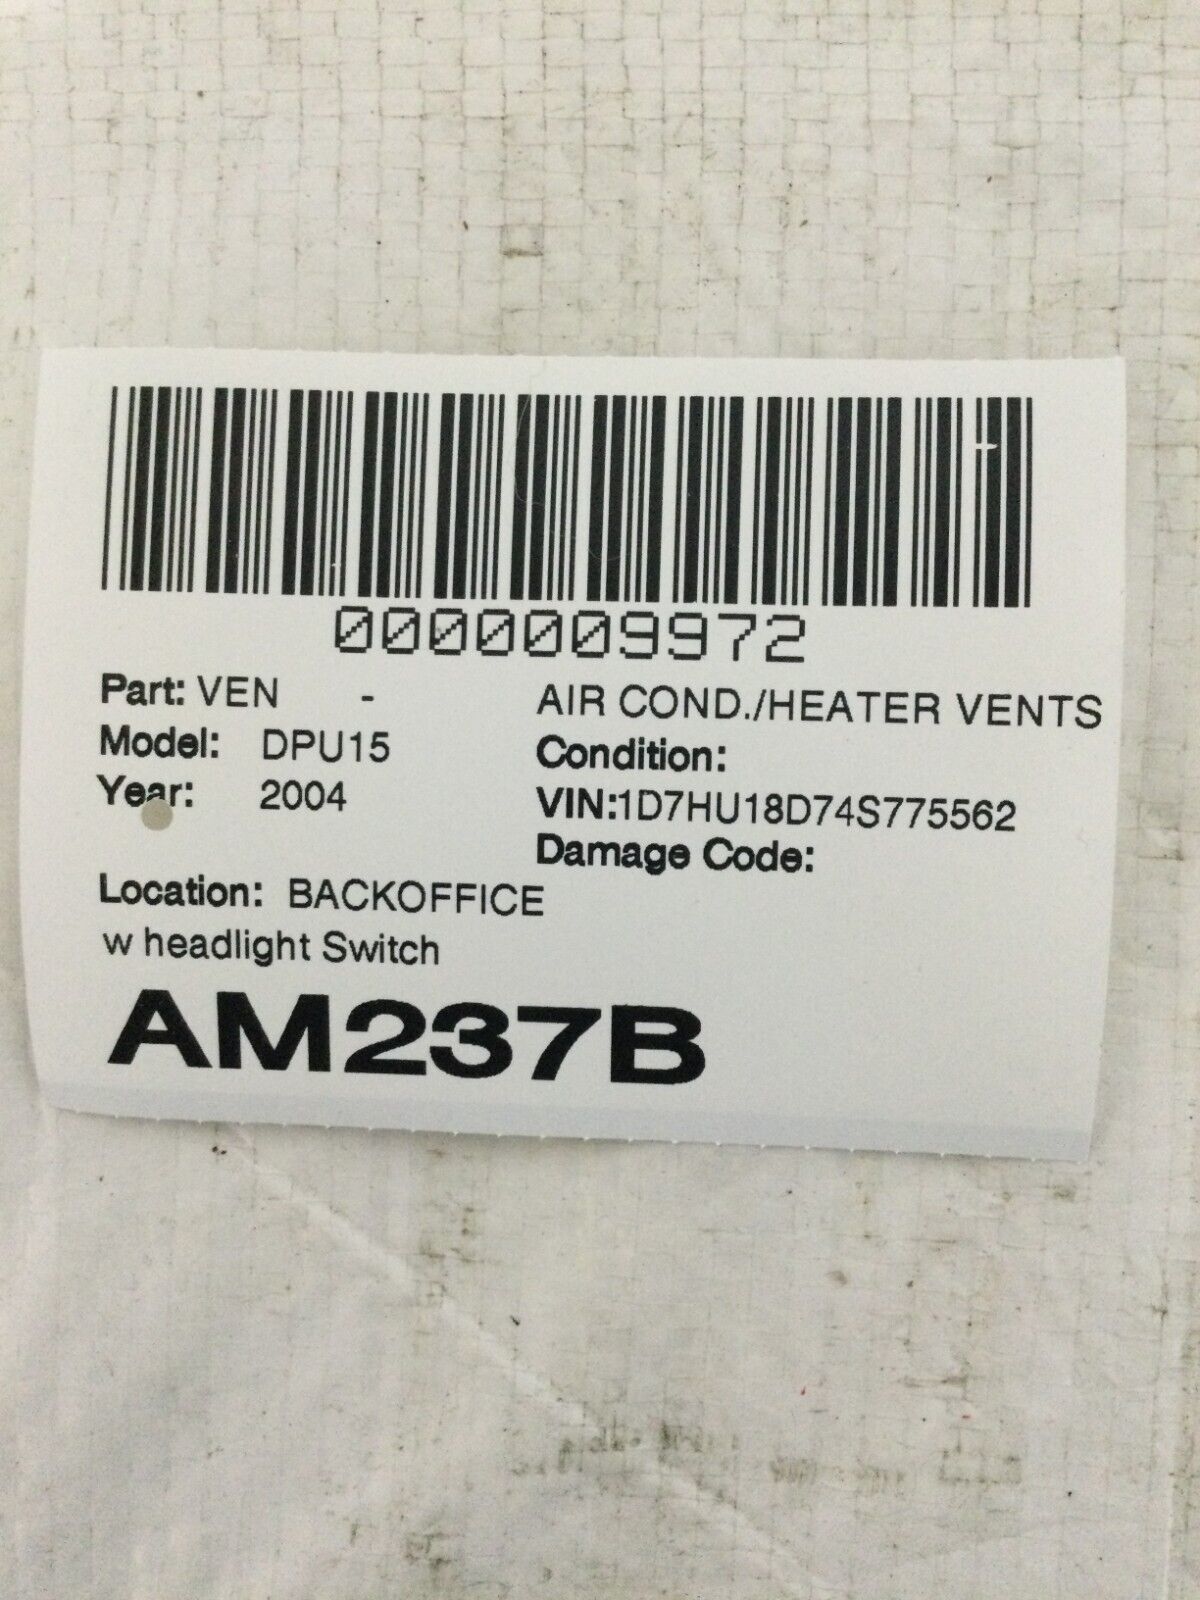 0000009972
Part: VEN - AIR COND./HEATER VENTS
Model: DPU15 Condition:
Year: 2004 VIN:1D7HU18D74S775562
Damage Code:
Location: BACKOFFICE
w headlight Switch
AM237B